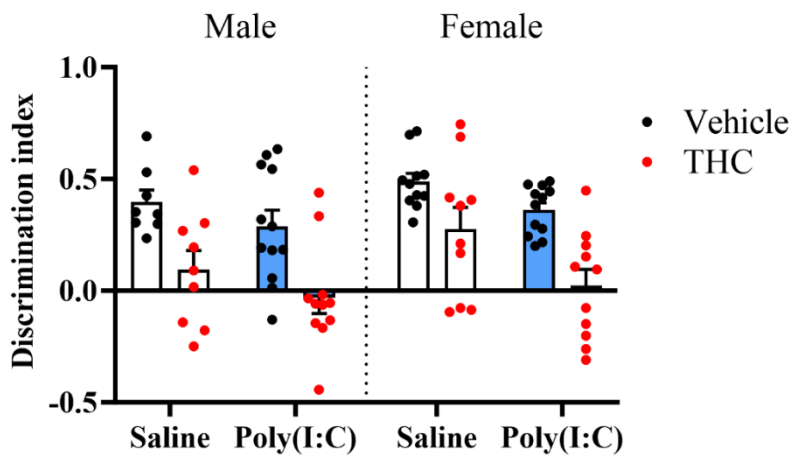 Male Female
1.0
0.5
0.0
-0.5
Discrimination index
Saline Poly(I:C) Saline Poly(I:C)
Vehicle
THC